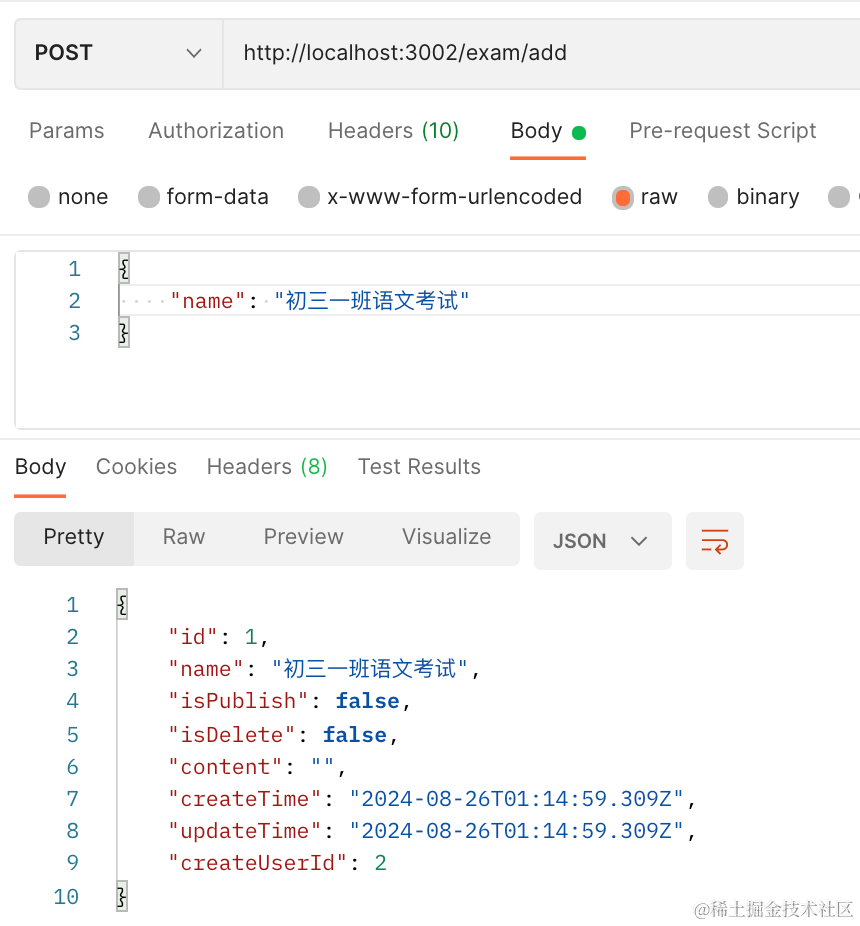 POST http://localhost:3002/exam/add
Params Authorization Headers (10) Body Pre-request Script
none form-data x-www-form-urlencoded raw binary
1 {
2 ····"name":·"初三一班语文考试"
3 }
Body Cookies Headers (8) Test Results
Pretty Raw Preview Visualize JSON
1 {
2 "id": 1,
3 "name": "初三一班语文考试",
4 "isPublish": false,
5 "isDelete": false,
6 "content": "",
7 "createTime": "2024-08-26T01:14:59.309Z",
8 "updateTime": "2024-08-26T01:14:59.309Z",
9 "createUserId": 2
10 }
@稀土掘金技术社区